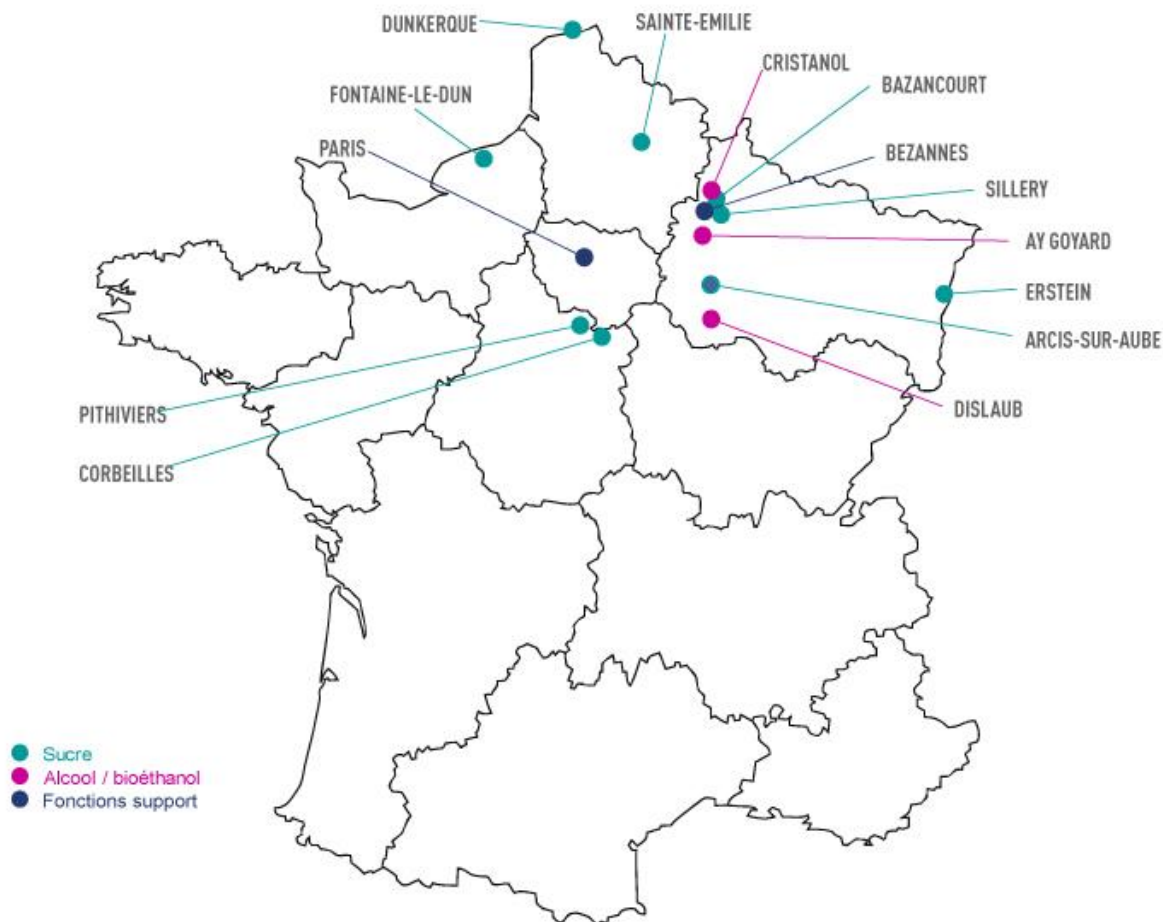 DUNKERQUE
SAINTE-EMILIE
CRISTANOL
BAZANCOURT
FONTAINE-LE-DUN
PARIS
BEZANNES
SILLERY
AY GOYARD
ERSTEIN
ARCIS-SUR-AUBE
PITHIVIERS
DISLAUB
CORBEILLES
Sucre
Alcool / bioéthanol
Fonctions support